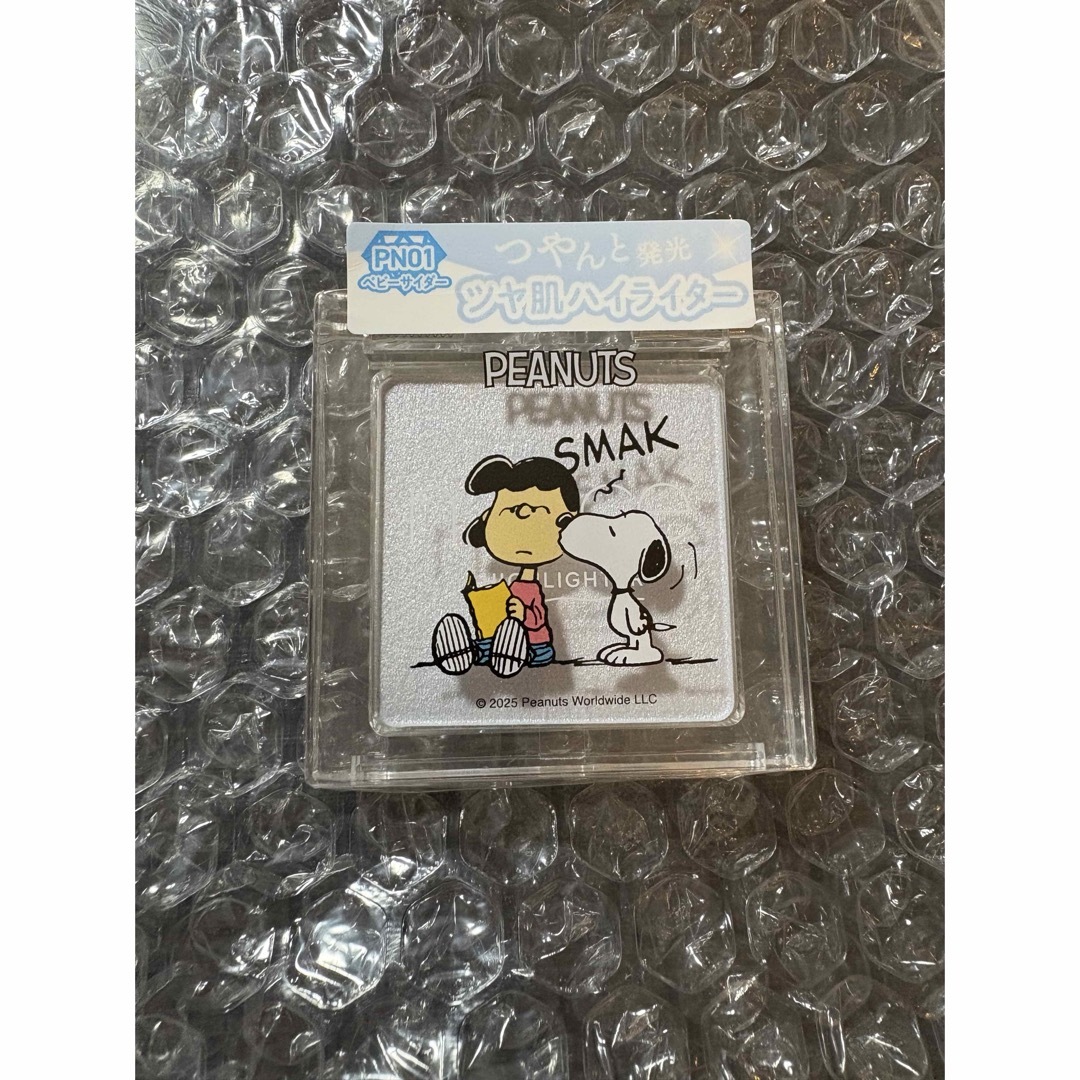 PN01
ベビーサイダー
つやんと発光
ツヤ肌ハイライター
PEANUTS
SMAK
© 2025 Peanuts Worldwide LLC